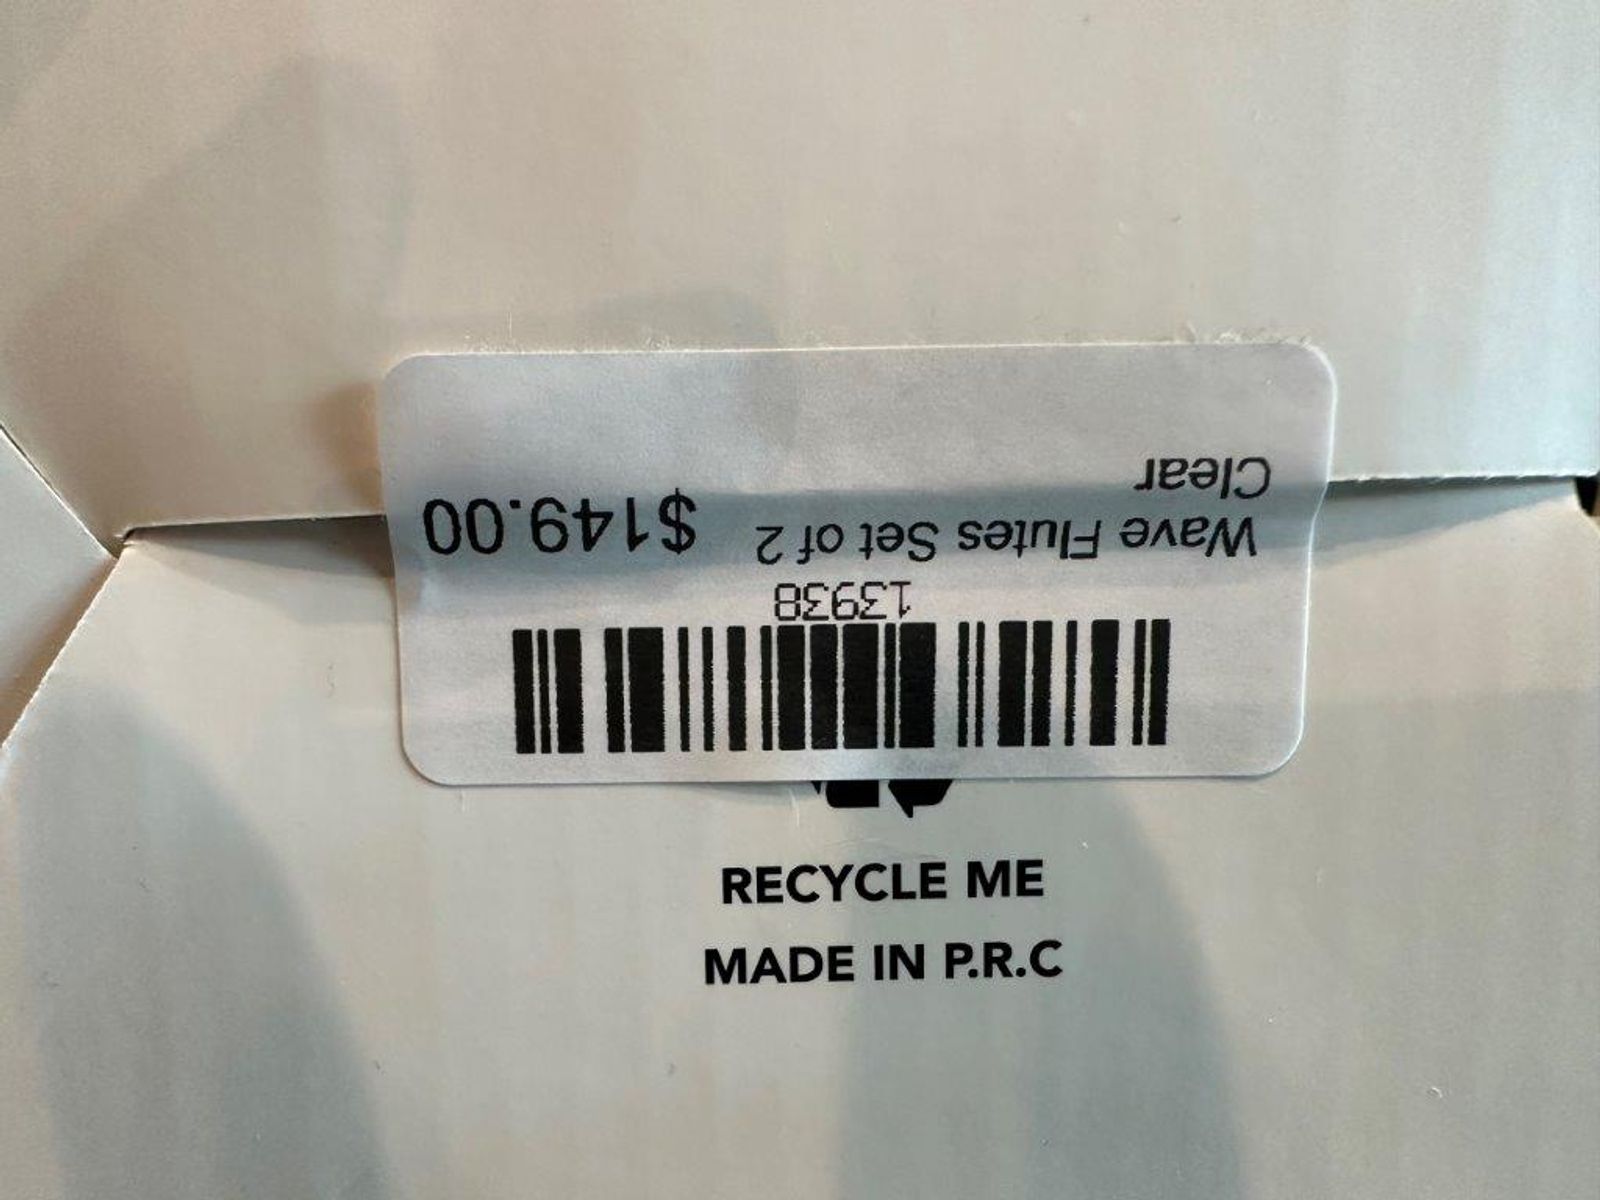 13938
Wave Flutes Set of 2 $149.00
Clear
RECYCLE ME
MADE IN P.R.C